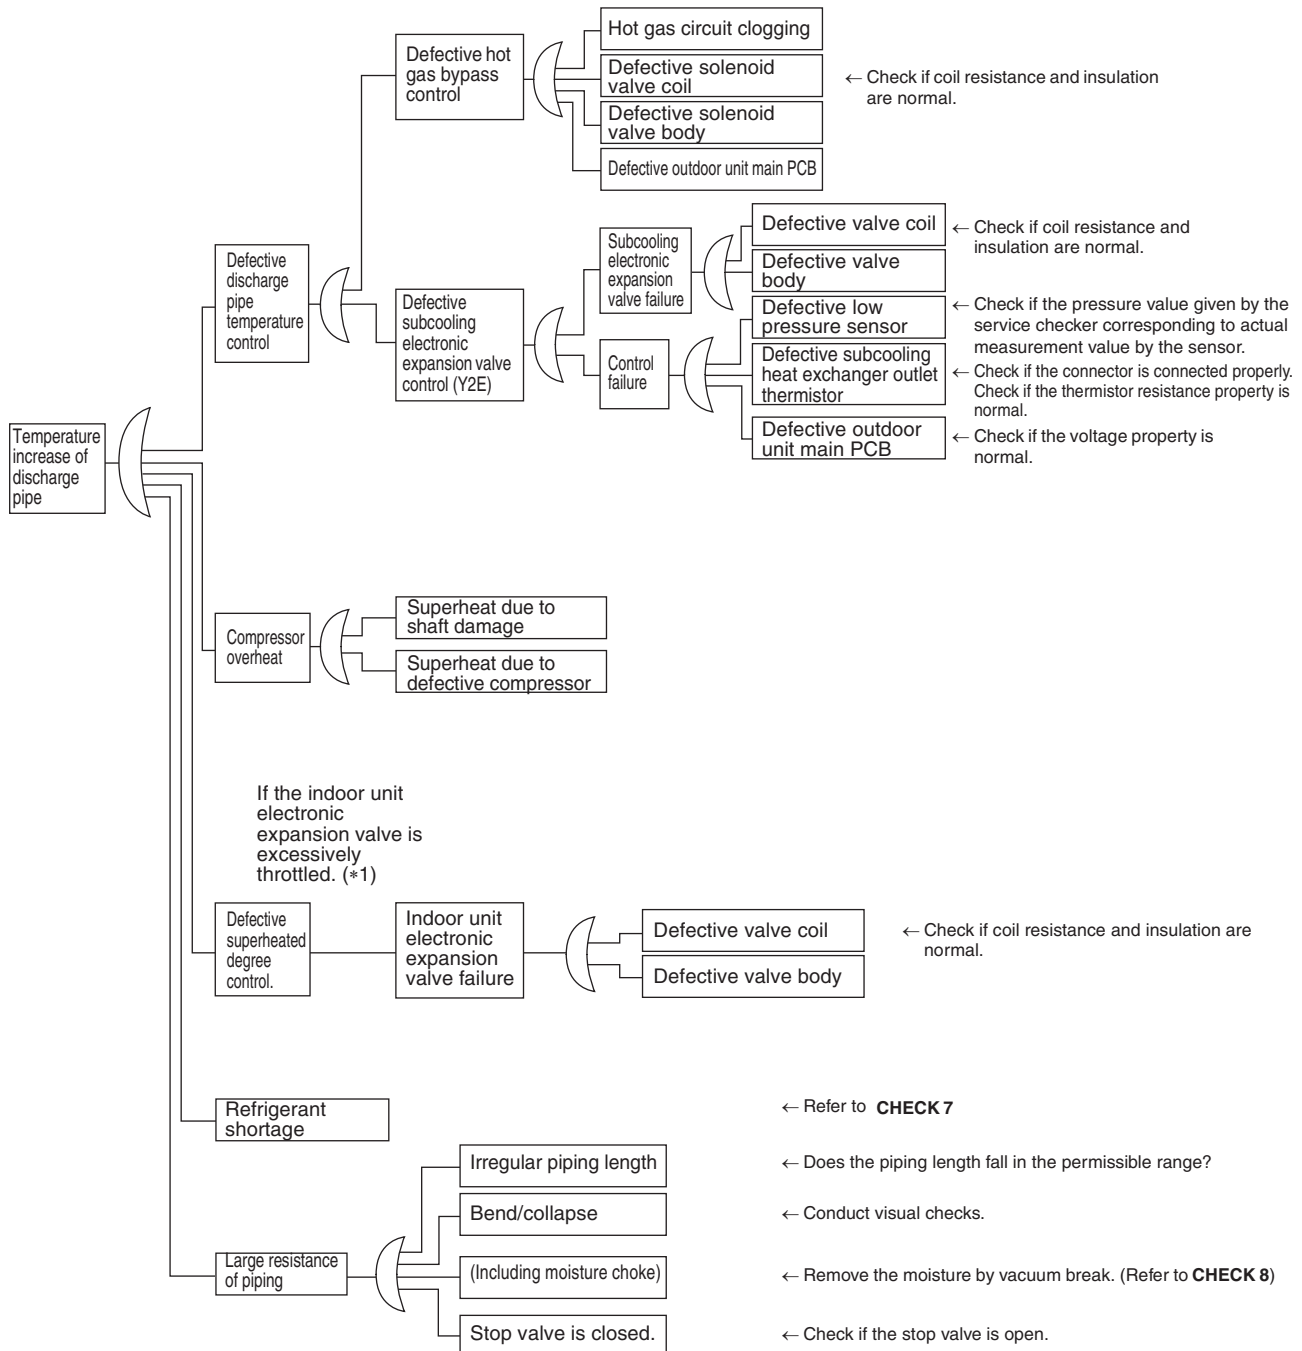 Hot gas circuit clogging
Defective hot
gas bypass
control
Defective solenoid
valve coil
← Check if coil resistance and insulation
are normal.
Defective solenoid
valve body
Defective outdoor unit main PCB
Defective
discharge
pipe
temperature
control
Defective
subcooling
electronic
expansion valve
control (Y2E)
Subcooling
electronic
expansion
valve failure
Defective valve coil
← Check if coil resistance and
insulation are normal.
Defective valve
body
Control
failure
Defective low
pressure sensor
← Check if the pressure value given by the
service checker corresponding to actual
measurement value by the sensor.
Defective subcooling
heat exchanger outlet
thermistor
← Check if the connector is connected properly.
Check if the thermistor resistance property is
normal.
Defective outdoor
unit main PCB
← Check if the voltage property is
normal.
Temperature
increase of
discharge
pipe
Compressor
overheat
Superheat due to
shaft damage
Superheat due to
defective compressor
If the indoor unit
electronic
expansion valve is
excessively
throttled. (*1)
Defective
superheated
degree
control.
Indoor unit
electronic
expansion
valve failure
Defective valve coil
← Check if coil resistance and insulation are
normal.
Defective valve body
Refrigerant
shortage
← Refer to CHECK 7
Large resistance
of piping
Irregular piping length
← Does the piping length fall in the permissible range?
Bend/collapse
← Conduct visual checks.
(Including moisture choke)
← Remove the moisture by vacuum break. (Refer to CHECK 8)
Stop valve is closed.
← Check if the stop valve is open.